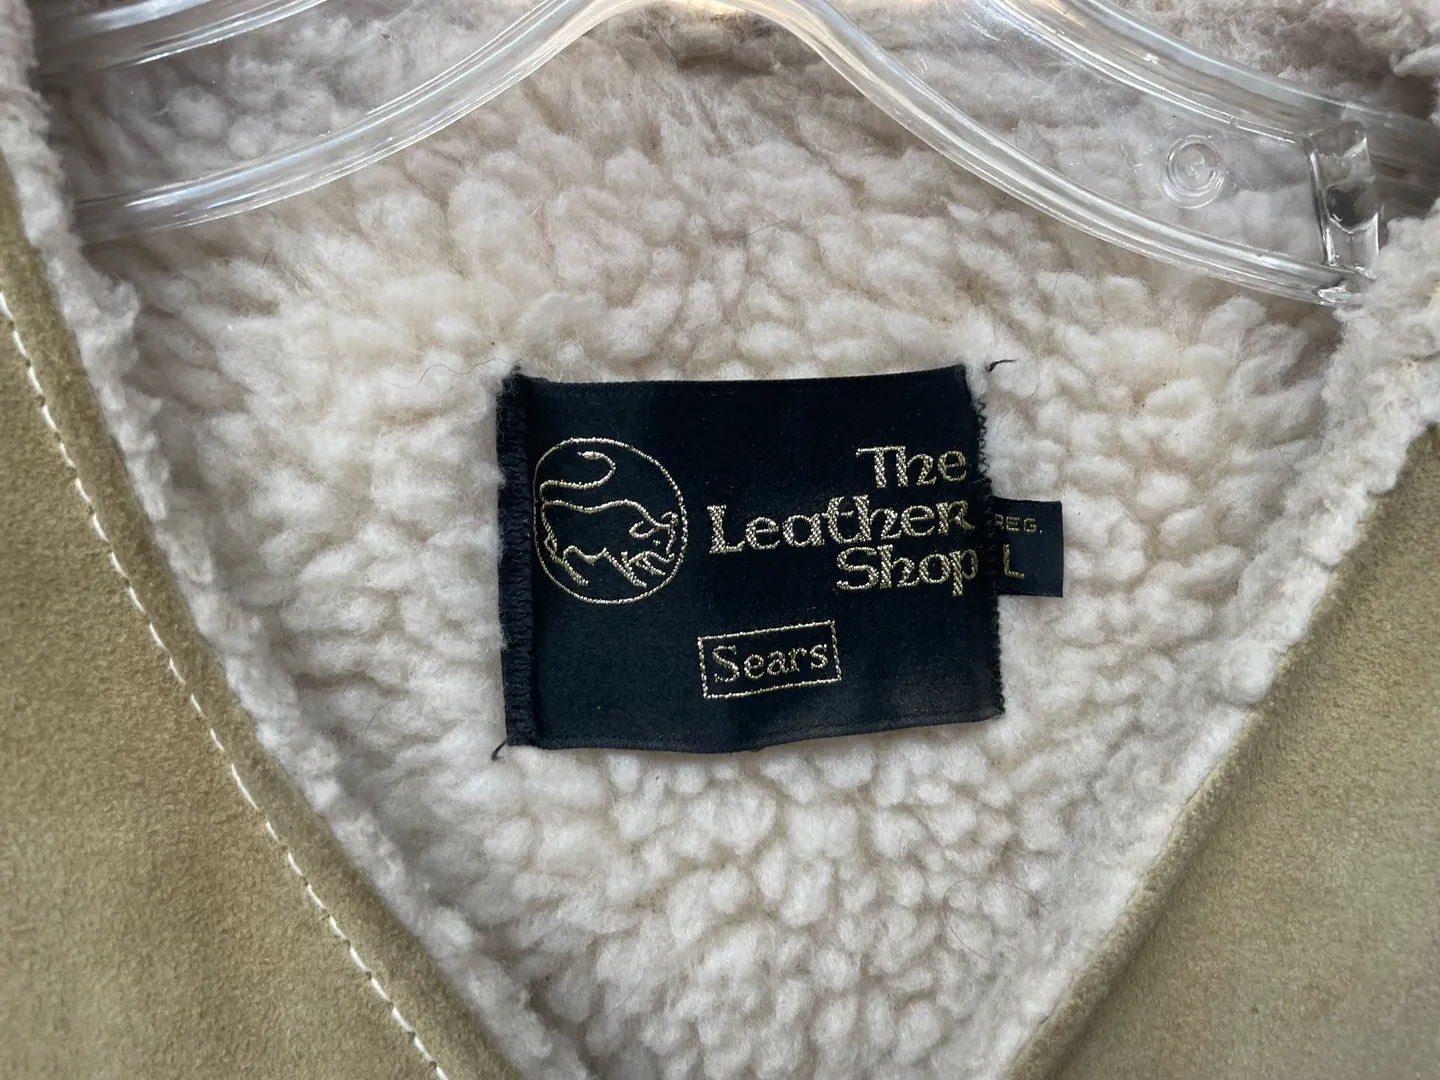 The
Leather
Shop
Sears
REG.
L